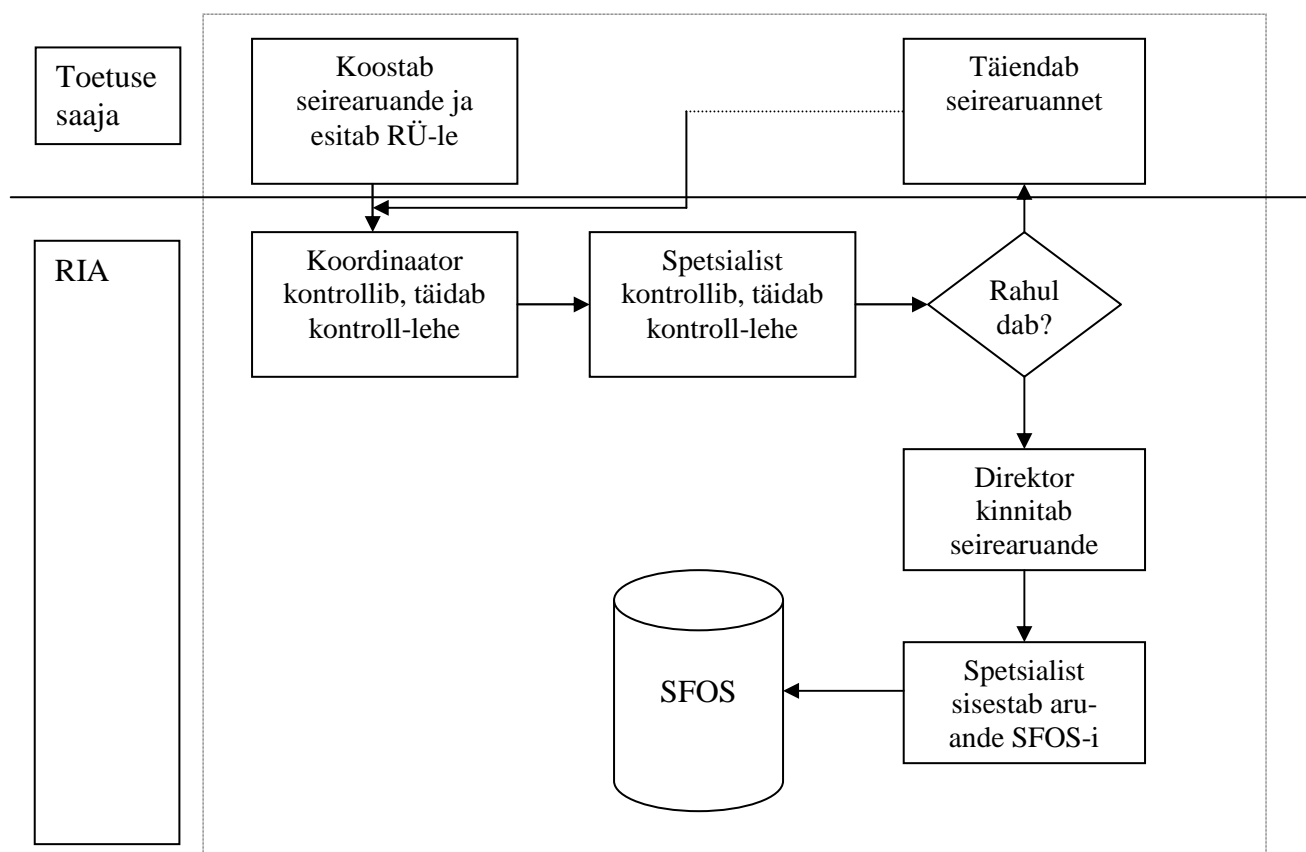 Toetuse
saaja
Koostab
seirearuande ja
esitab RÜ-le
Täiendab
seirearuannet
RIA
Koordinaator
kontrollib, täidab
kontroll-lehe
Spetsialist
kontrollib, täidab
kontroll-lehe
Rahul
dab?
Direktor
kinnitab
seirearuande
SFOS
Spetsialist
sisestab aru-
ande SFOS-i